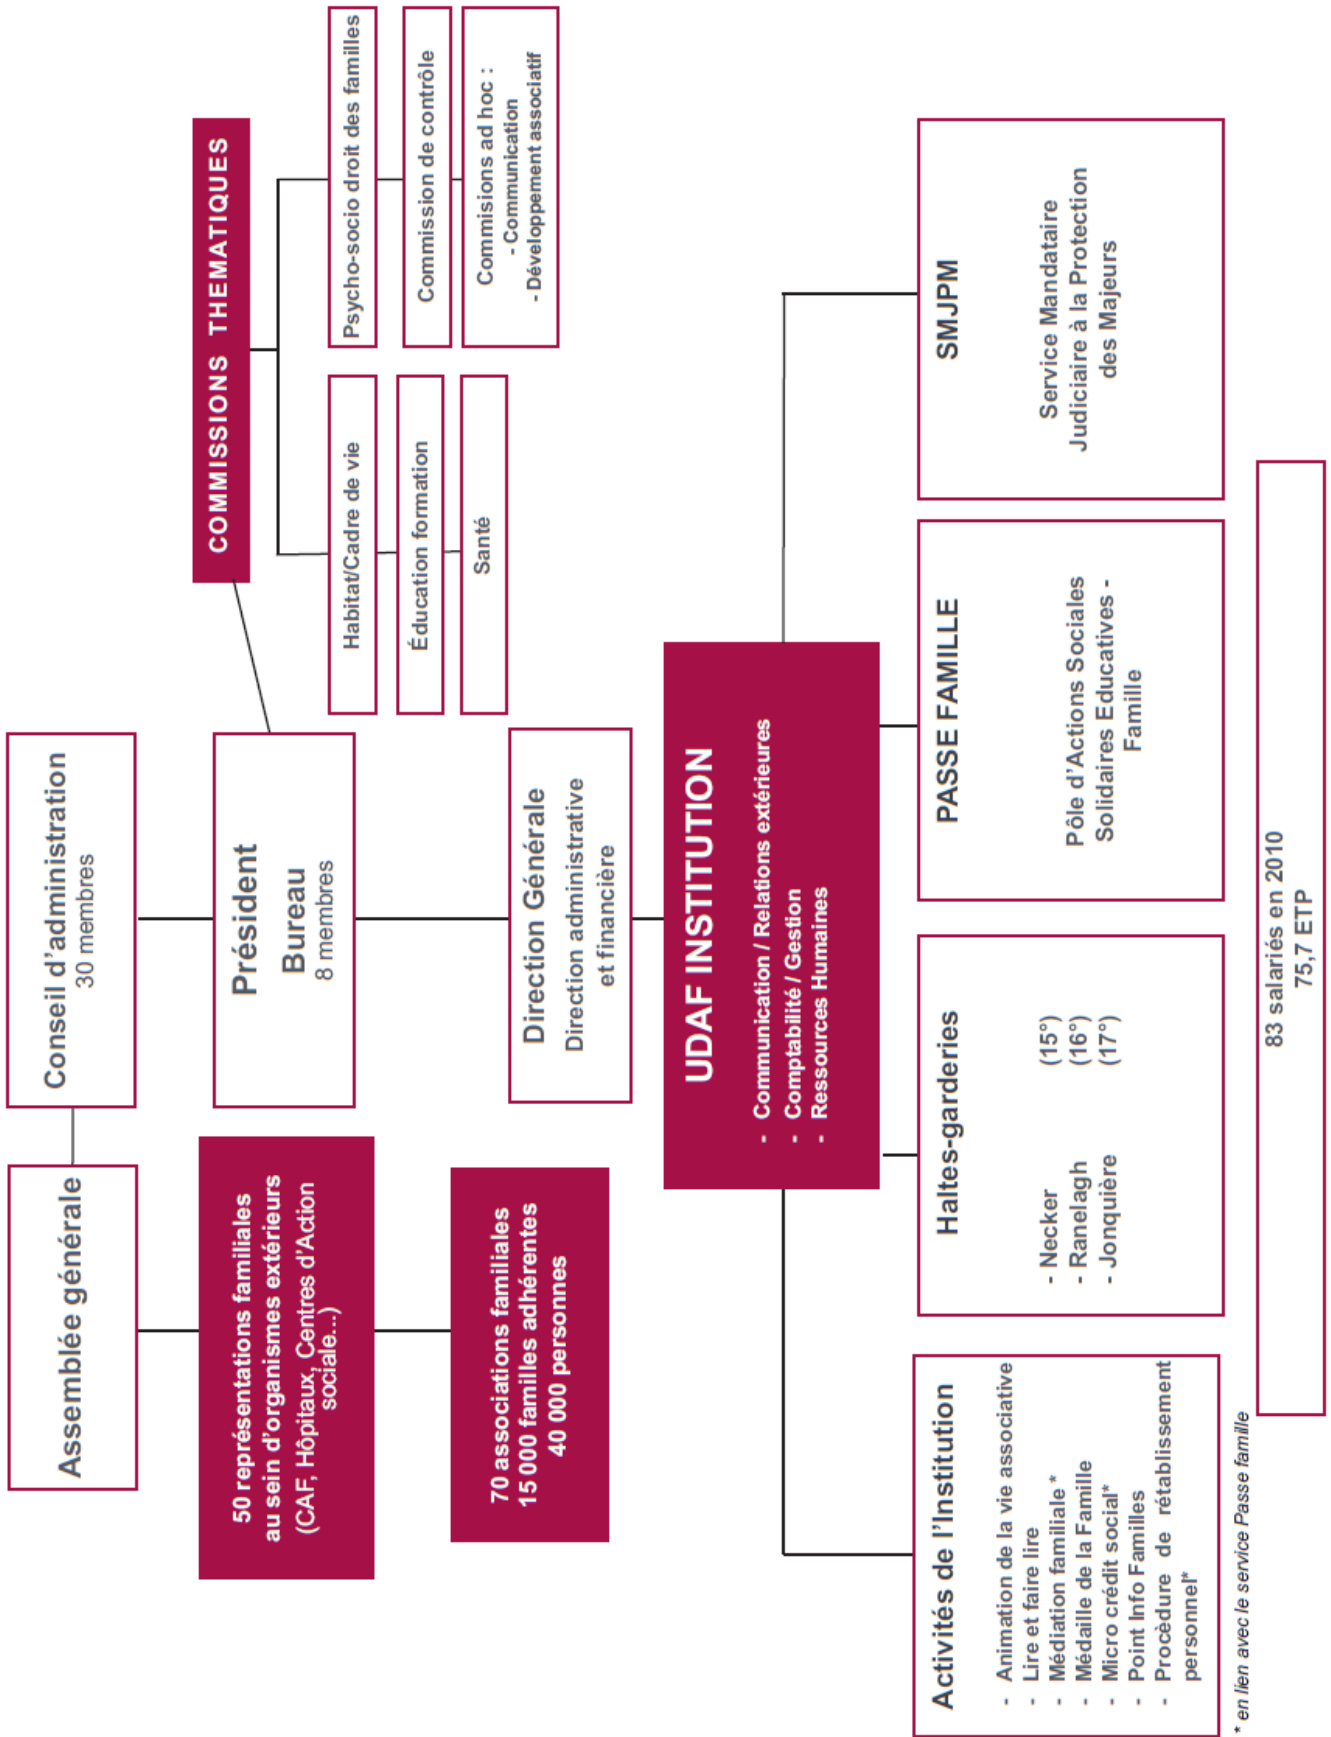 Assemblée générale
Conseil d'administration
30 membres
50 représentations familiales
au sein d'organismes extérieurs
(CAF, Hôpitaux, Centres d'Action
sociale...)
70 associations familiales
15 000 familles adhérentes
40 000 personnes
Président
Bureau
8 membres
COMMISSIONS THEMATIQUES
Habitat/Cadre de vie
Éducation formation
Santé
Psycho-socio droit des familles
Commission de contrôle
Commisions ad hoc :
- Communication
- Développement associatif
Direction Générale
Direction administrative
et financière
UDAF INSTITUTION
- Communication / Relations extérieures
- Comptabilité / Gestion
- Ressources Humaines
Activités de l'Institution
- Animation de la vie associative
- Lire et faire lire
- Médiation familiale *
- Médaille de la Famille
- Micro crédit social*
- Point Info Familles
- Procèdure de rétablissement
personnel*
Haltes-garderies
- Necker (15°)
- Ranelagh (16°)
- Jonquière (17°)
PASSE FAMILLE
Pôle d'Actions Sociales
Solidaires Educatives -
Famille
SMJPM
Service Mandataire
Judiciaire à la Protection
des Majeurs
* en lien avec le service Passe famille
83 salariés en 2010
75,7 ETP